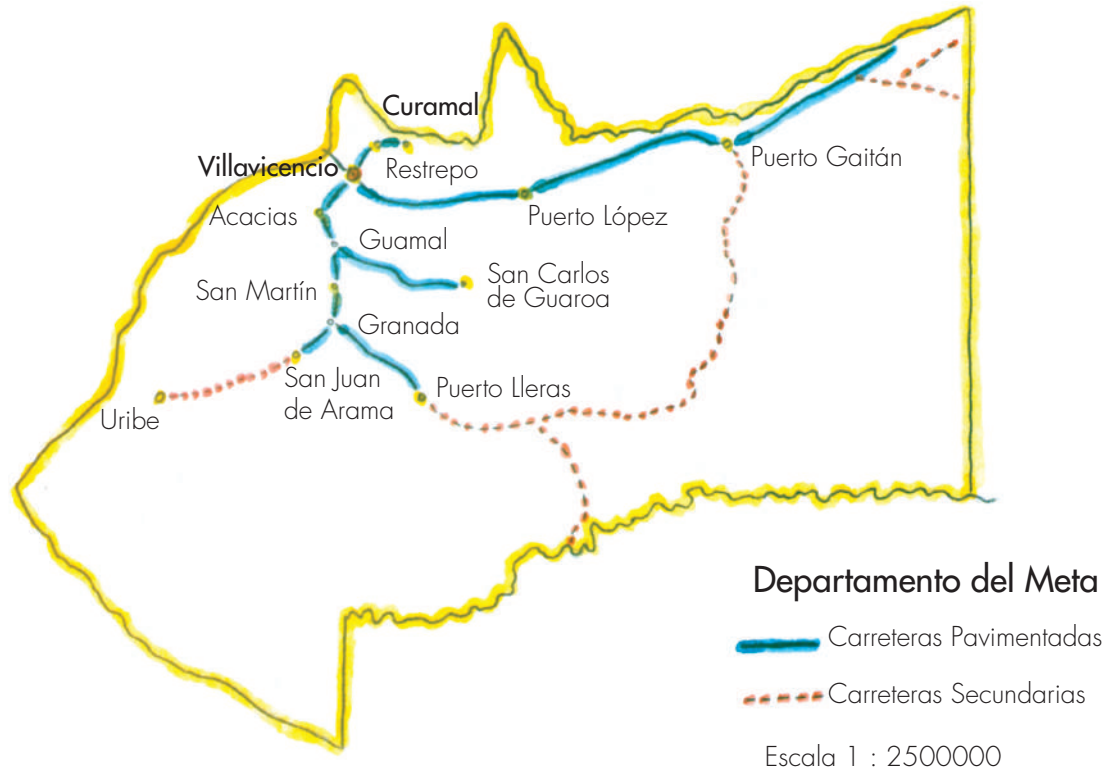 Curamal
Villavicencio
Restrepo
Puerto Gaitán
Acacias
Puerto López
Guamal
San Martín
San Carlos
de Guaroa
Granada
San Juan
de Arama
Puerto Lleras
Uribe
Departamento del Meta
Carreteras Pavimentadas
Carreteras Secundarias
Escala 1 : 2500000